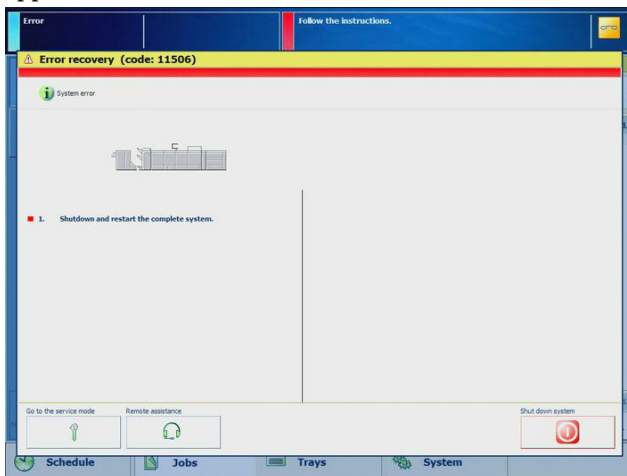 Error
Follow the instructions.
Error recovery (code: 11506)
System error
1. Shutdown and restart the complete system.
Go to the service mode
Remote assistance
Shut down system
Schedule
Jobs
Trays
System